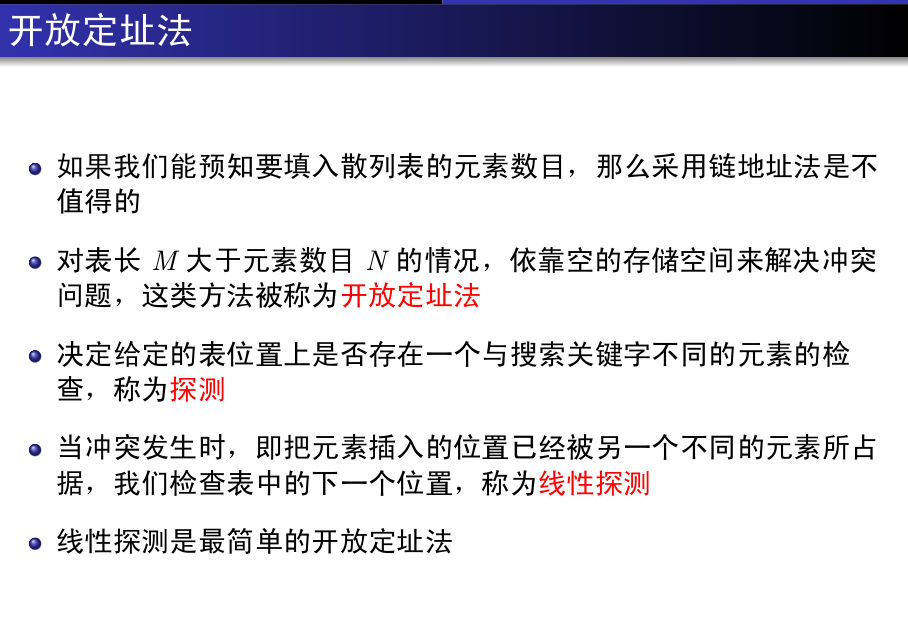 开放定址法
如果我们能预知要填入散列表的元素数目，那么采用链地址法是不
值得的
对表长 M 大于元素数目 N 的情况，依靠空的存储空间来解决冲突
问题，这类方法被称为开放定址法
决定给定的表位置上是否存在一个与搜索关键字不同的元素的检
查，称为探测
当冲突发生时，即把元素插入的位置已经被另一个不同的元素所占
据，我们检查表中的下一个位置，称为线性探测
线性探测是最简单的开放定址法